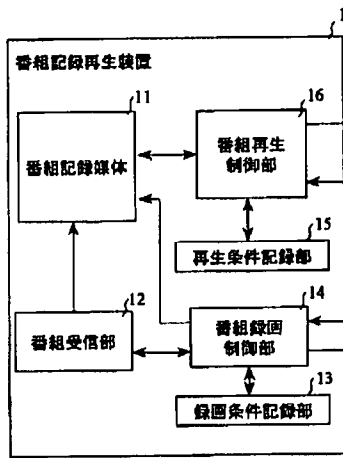 1
番組記録再生装置
11
番組記録媒体
16
番組再生
制御部
15
再生条件記録部
12
番組受信部
14
番組録画
制御部
13
録画条件記録部